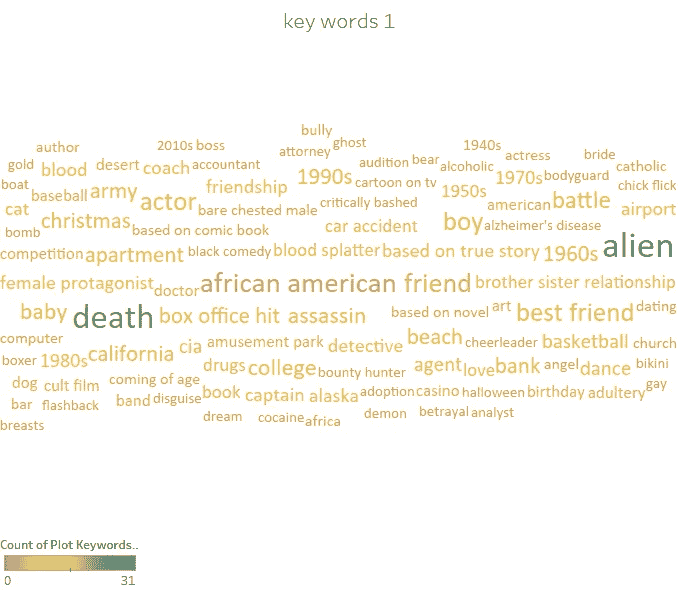 key words 1
bully
author 2010s boss attorney ghost 1940s actress bride
gold blood desert coach accountant audition bear alcoholic catholic
boat baseball army actor friendship 1990s cartoon on tv 1950s 1970s bodyguard chick flick
cat bare chested male critically bashed american battle airport
bomb christmas based on comic book car accident boy alzheimer's disease
competition apartment black comedy blood splatter based on true story 1960s alien
female protagonist doctor african american friend brother sister relationship
baby death box office hit assassin based on novel art best friend dating
computer california cia amusement park detective beach cheerleader basketball church
boxer 1980s drugs college bounty hunter agent love bank angel dance bikini
dog cult film coming of age book captain alaska adoption casino halloween birthday adultery gay
bar flashback band disguise
breasts dream cocaine africa demon betrayal analyst
Count of Plot Keywords..
0 31